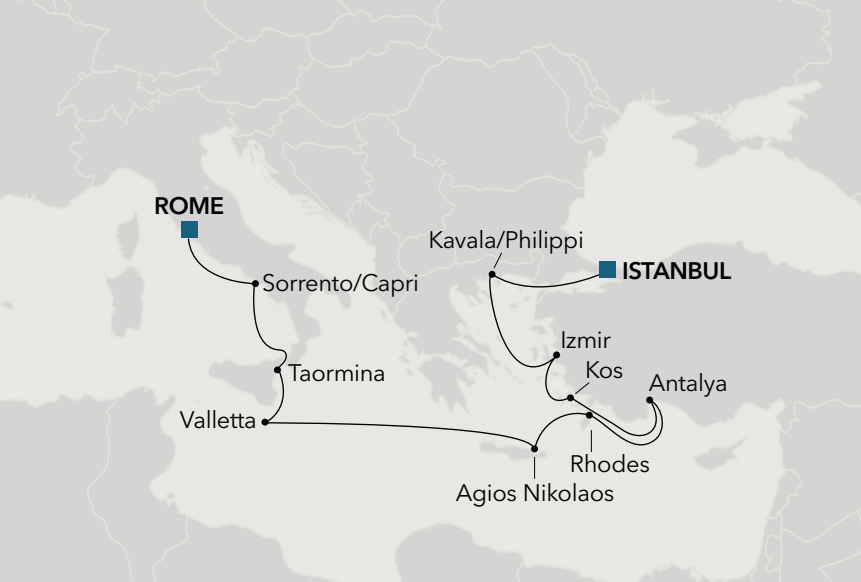 ROME
Kavala/Philippi
ISTANBUL
Sorrento/Capri
Izmir
Kos
Taormina
Antalya
Valletta
Rhodes
Agios Nikolaos